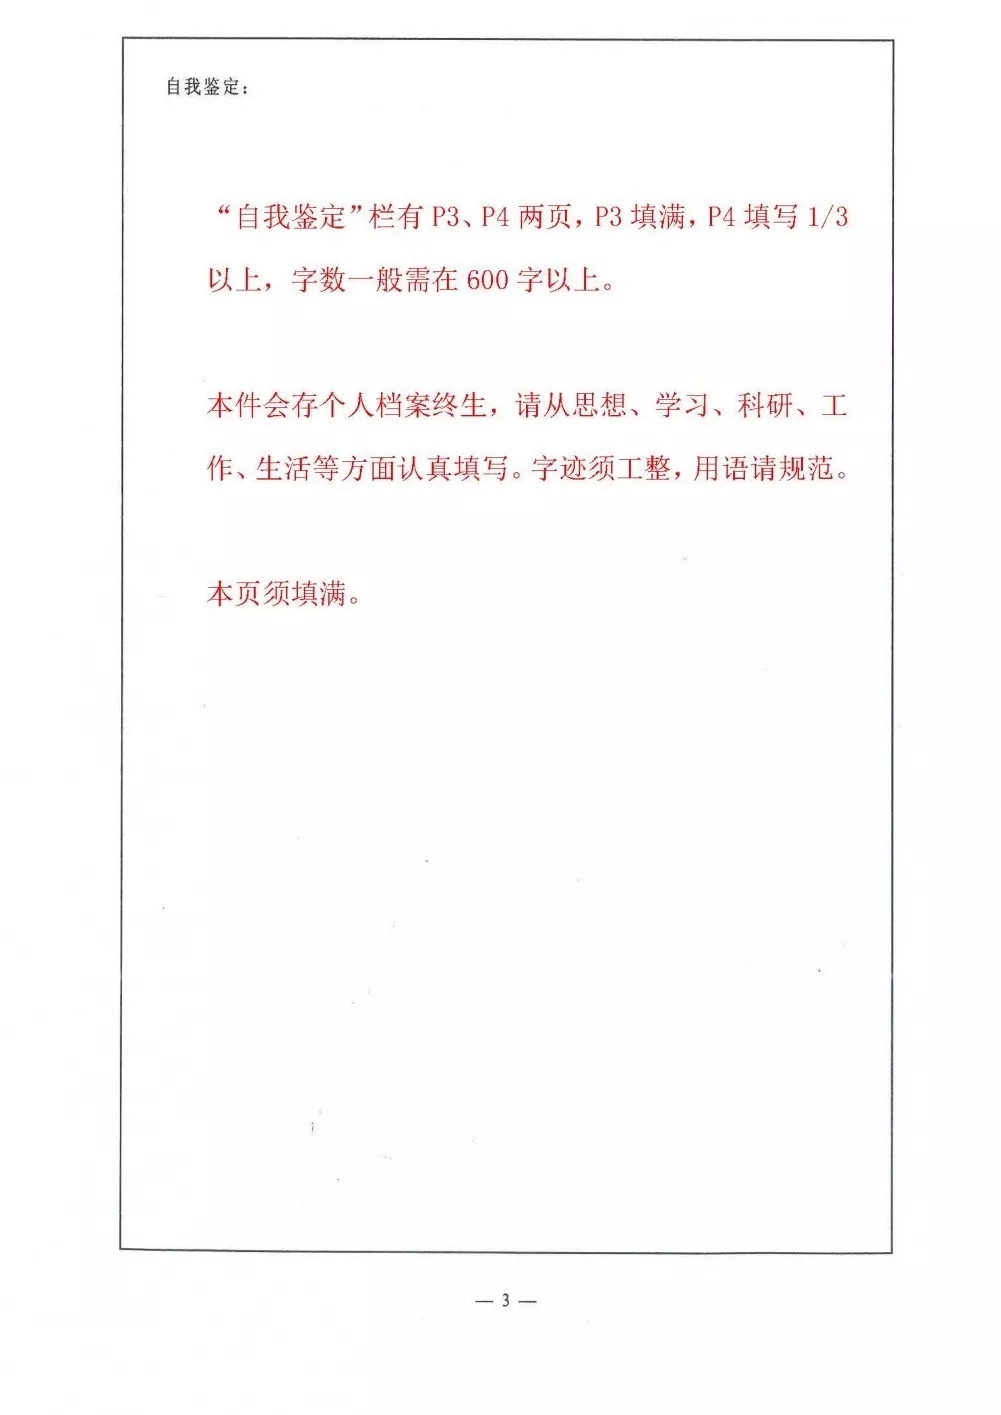 自我鉴定：
“自我鉴定”栏有 P3、P4 两页，P3 填满，P4 填写 1/3
以上，字数一般需在 600 字以上。
本件会存个人档案终生，请从思想、学习、科研、工
作、生活等方面认真填写。字迹须工整，用语请规范。
本页须填满。
— 3 —